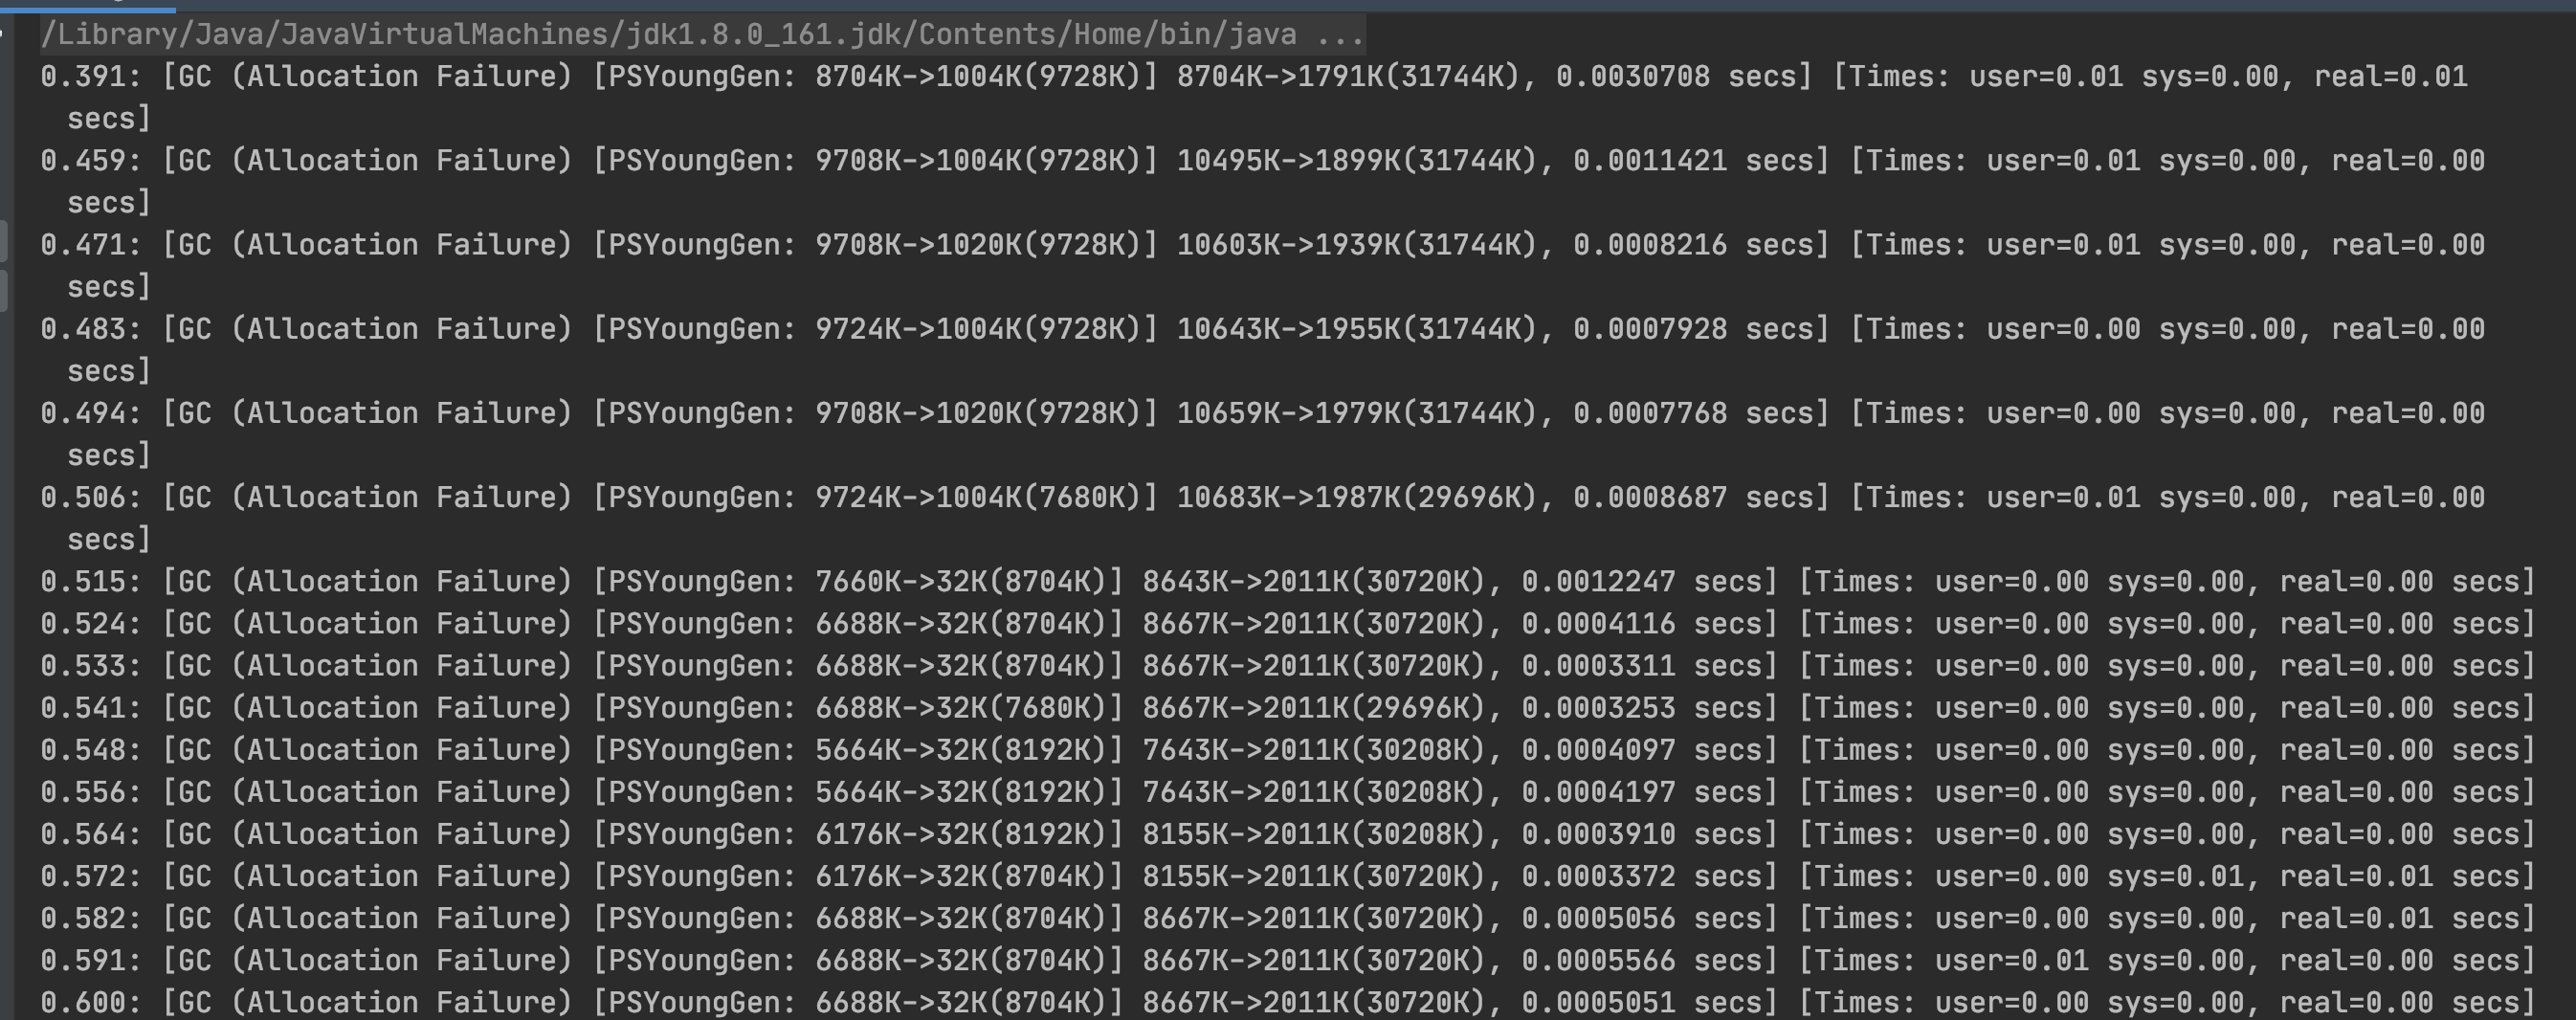 /Library/Java/JavaVirtualMachines/jdk1.8.0_161.jdk/Contents/Home/bin/java ...
0.391: [GC (Allocation Failure) [PSYoungGen: 8704K->1004K(9728K)] 8704K->1791K(31744K), 0.0030708 secs] [Times: user=0.01 sys=0.00, real=0.01
secs]
0.459: [GC (Allocation Failure) [PSYoungGen: 9708K->1004K(9728K)] 10495K->1899K(31744K), 0.0011421 secs] [Times: user=0.01 sys=0.00, real=0.00
secs]
0.471: [GC (Allocation Failure) [PSYoungGen: 9708K->1020K(9728K)] 10603K->1939K(31744K), 0.0008216 secs] [Times: user=0.01 sys=0.00, real=0.00
secs]
0.483: [GC (Allocation Failure) [PSYoungGen: 9724K->1004K(9728K)] 10643K->1955K(31744K), 0.0007928 secs] [Times: user=0.00 sys=0.00, real=0.00
secs]
0.494: [GC (Allocation Failure) [PSYoungGen: 9708K->1020K(9728K)] 10659K->1979K(31744K), 0.0007768 secs] [Times: user=0.00 sys=0.00, real=0.00
secs]
0.506: [GC (Allocation Failure) [PSYoungGen: 9724K->1004K(7680K)] 10683K->1987K(29696K), 0.0008687 secs] [Times: user=0.01 sys=0.00, real=0.00
secs]
0.515: [GC (Allocation Failure) [PSYoungGen: 7660K->32K(8704K)] 8643K->2011K(30720K), 0.0012247 secs] [Times: user=0.00 sys=0.00, real=0.00 secs]
0.524: [GC (Allocation Failure) [PSYoungGen: 6688K->32K(8704K)] 8667K->2011K(30720K), 0.0004116 secs] [Times: user=0.00 sys=0.00, real=0.00 secs]
0.533: [GC (Allocation Failure) [PSYoungGen: 6688K->32K(8704K)] 8667K->2011K(30720K), 0.0003311 secs] [Times: user=0.00 sys=0.00, real=0.00 secs]
0.541: [GC (Allocation Failure) [PSYoungGen: 6688K->32K(7680K)] 8667K->2011K(29696K), 0.0003253 secs] [Times: user=0.00 sys=0.00, real=0.00 secs]
0.548: [GC (Allocation Failure) [PSYoungGen: 5664K->32K(8192K)] 7643K->2011K(30208K), 0.0004097 secs] [Times: user=0.00 sys=0.00, real=0.00 secs]
0.556: [GC (Allocation Failure) [PSYoungGen: 5664K->32K(8192K)] 7643K->2011K(30208K), 0.0004197 secs] [Times: user=0.00 sys=0.00, real=0.00 secs]
0.564: [GC (Allocation Failure) [PSYoungGen: 6176K->32K(8192K)] 8155K->2011K(30208K), 0.0003910 secs] [Times: user=0.00 sys=0.00, real=0.00 secs]
0.572: [GC (Allocation Failure) [PSYoungGen: 6176K->32K(8704K)] 8155K->2011K(30720K), 0.0003372 secs] [Times: user=0.00 sys=0.01, real=0.01 secs]
0.582: [GC (Allocation Failure) [PSYoungGen: 6688K->32K(8704K)] 8667K->2011K(30720K), 0.0005056 secs] [Times: user=0.00 sys=0.00, real=0.01 secs]
0.591: [GC (Allocation Failure) [PSYoungGen: 6688K->32K(8704K)] 8667K->2011K(30720K), 0.0005566 secs] [Times: user=0.01 sys=0.00, real=0.00 secs]
0.600: [GC (Allocation Failure) [PSYoungGen: 6688K->32K(8704K)] 8667K->2011K(30720K), 0.0005051 secs] [Times: user=0.00 sys=0.00, real=0.00 secs]